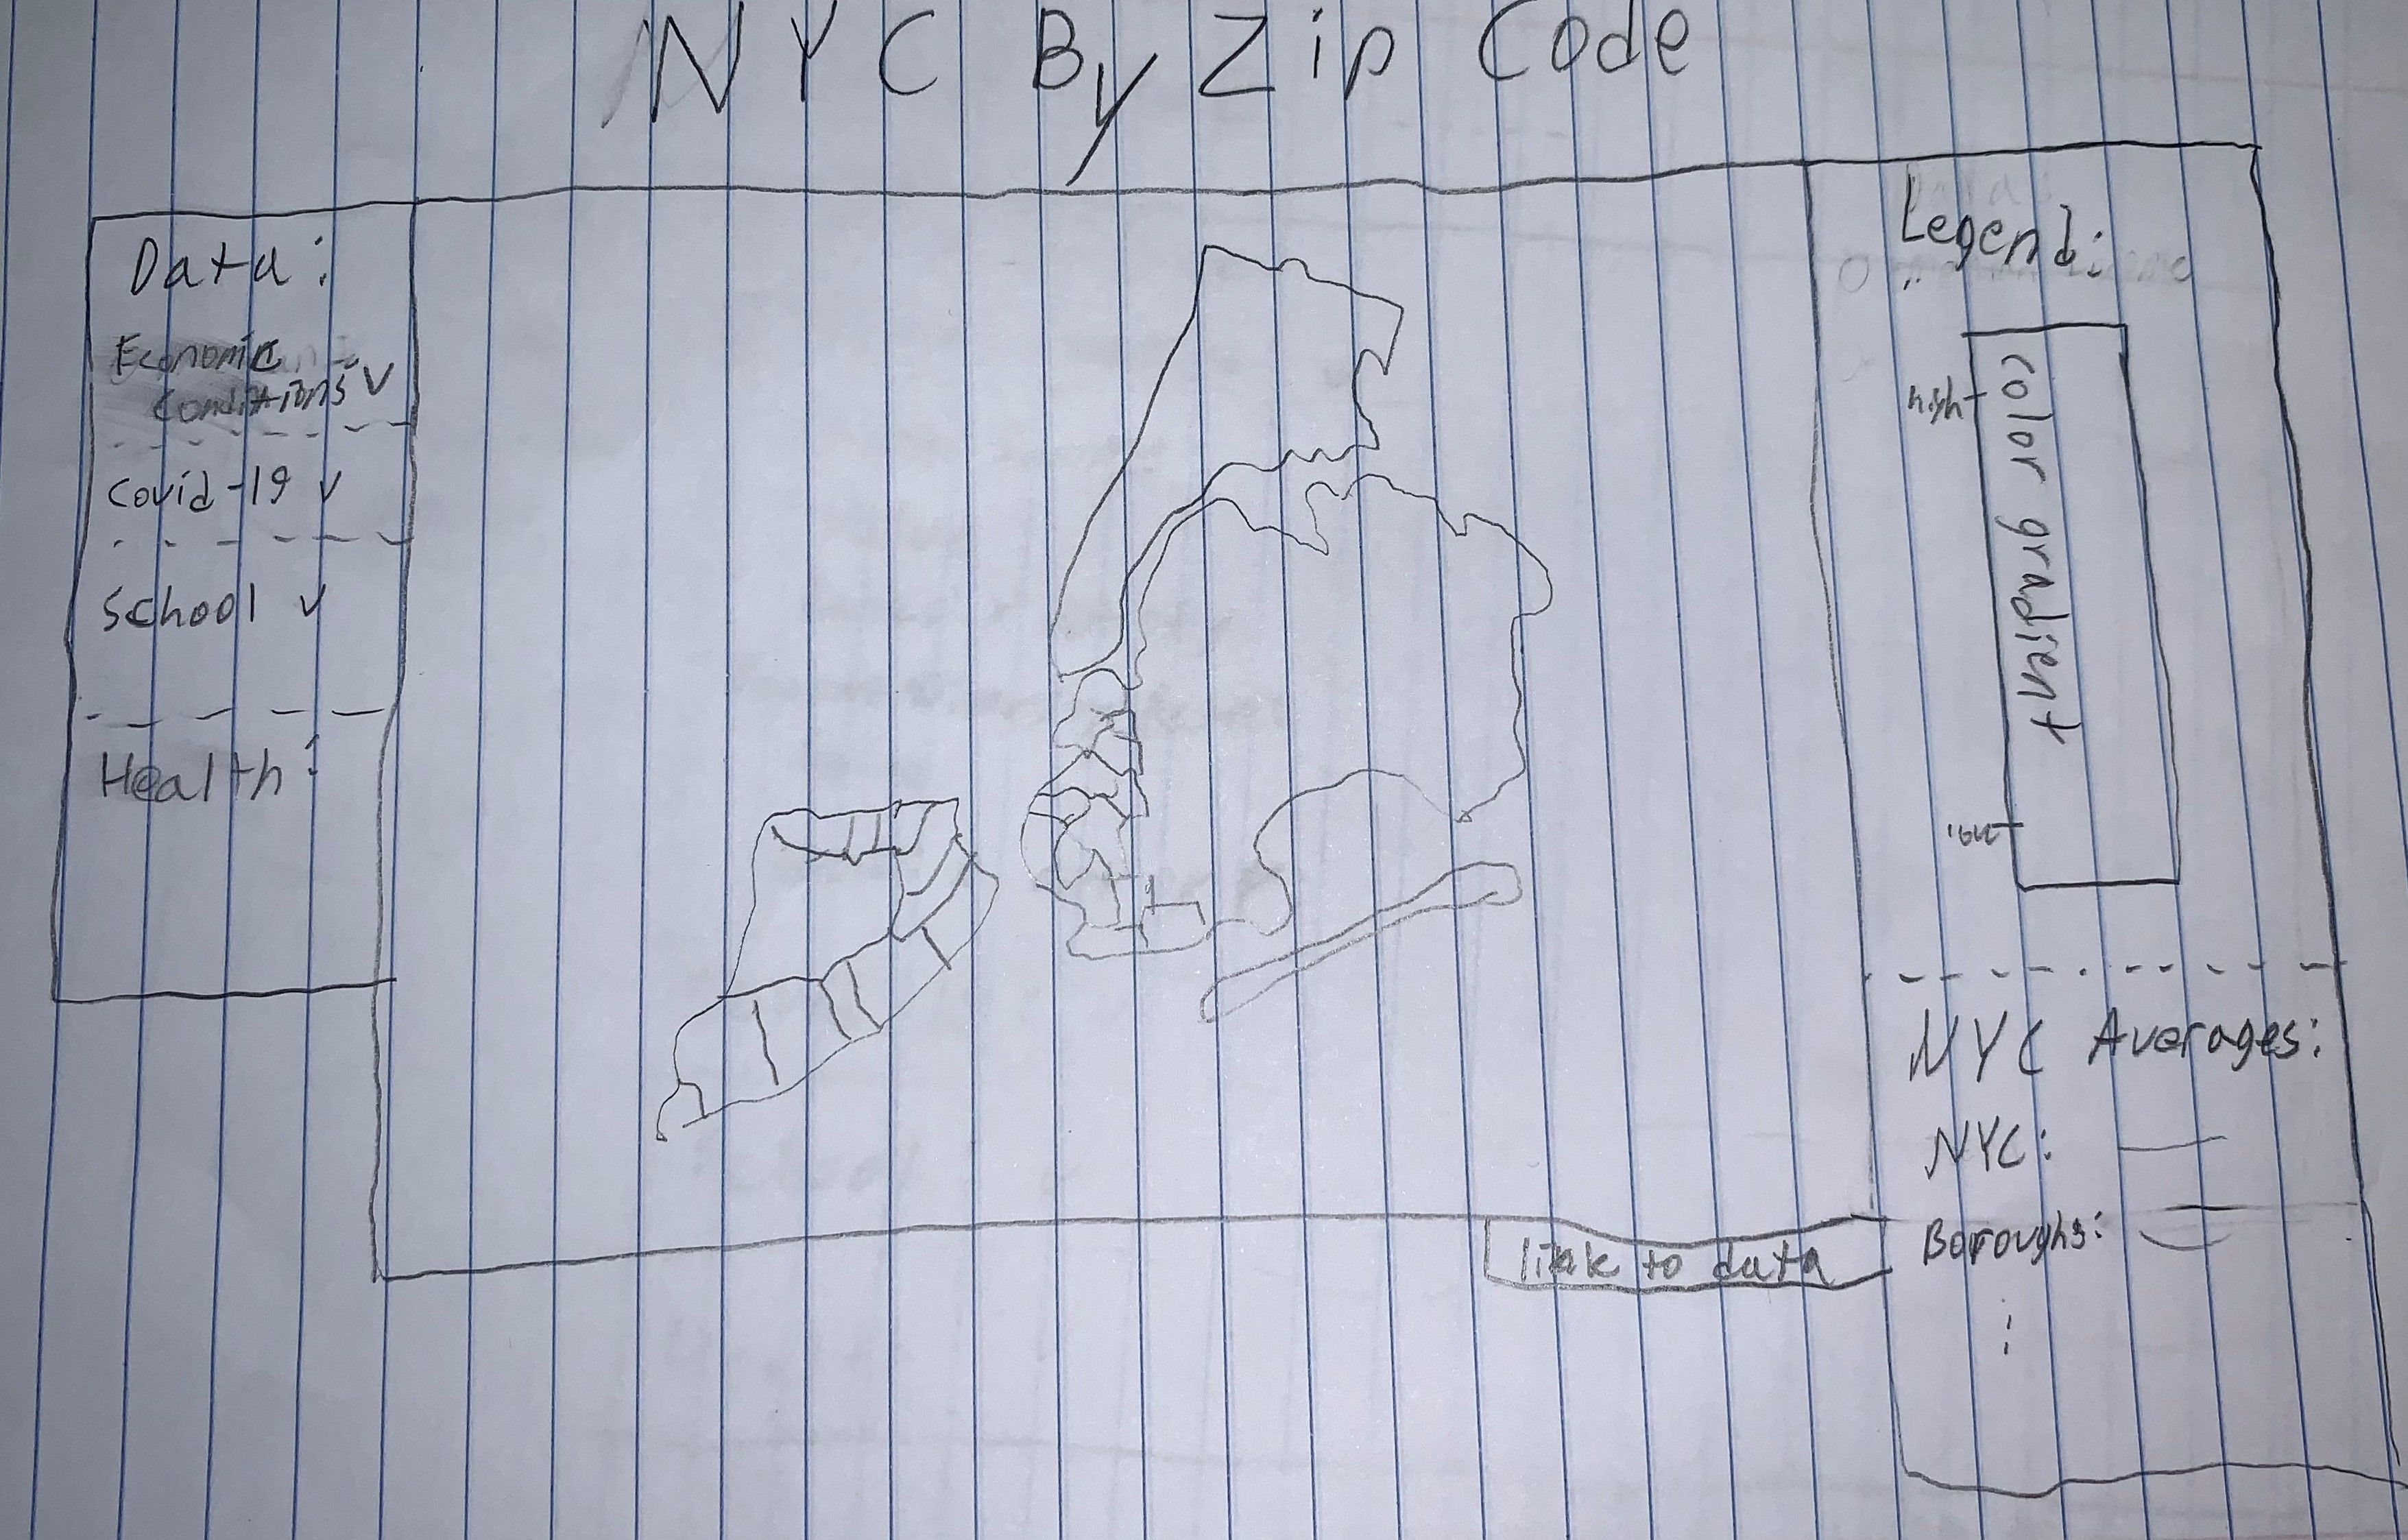 NYC By Zip Code
Data:
Economic
Conditions v
Covid-19 v
School v
Health:
Legend:
high
color gradient
low
NYC Averages:
NYC:
Boroughs:
link to data